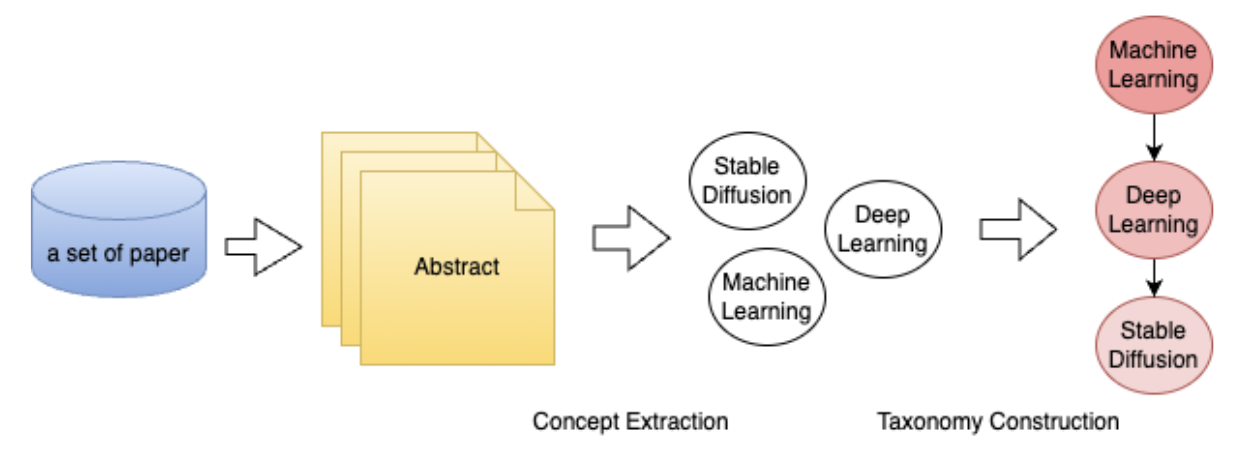 a set of paper
Abstract
Stable
Diffusion
Deep
Learning
Machine
Learning
Machine
Learning
Deep
Learning
Stable
Diffusion
Concept Extraction
Taxonomy Construction